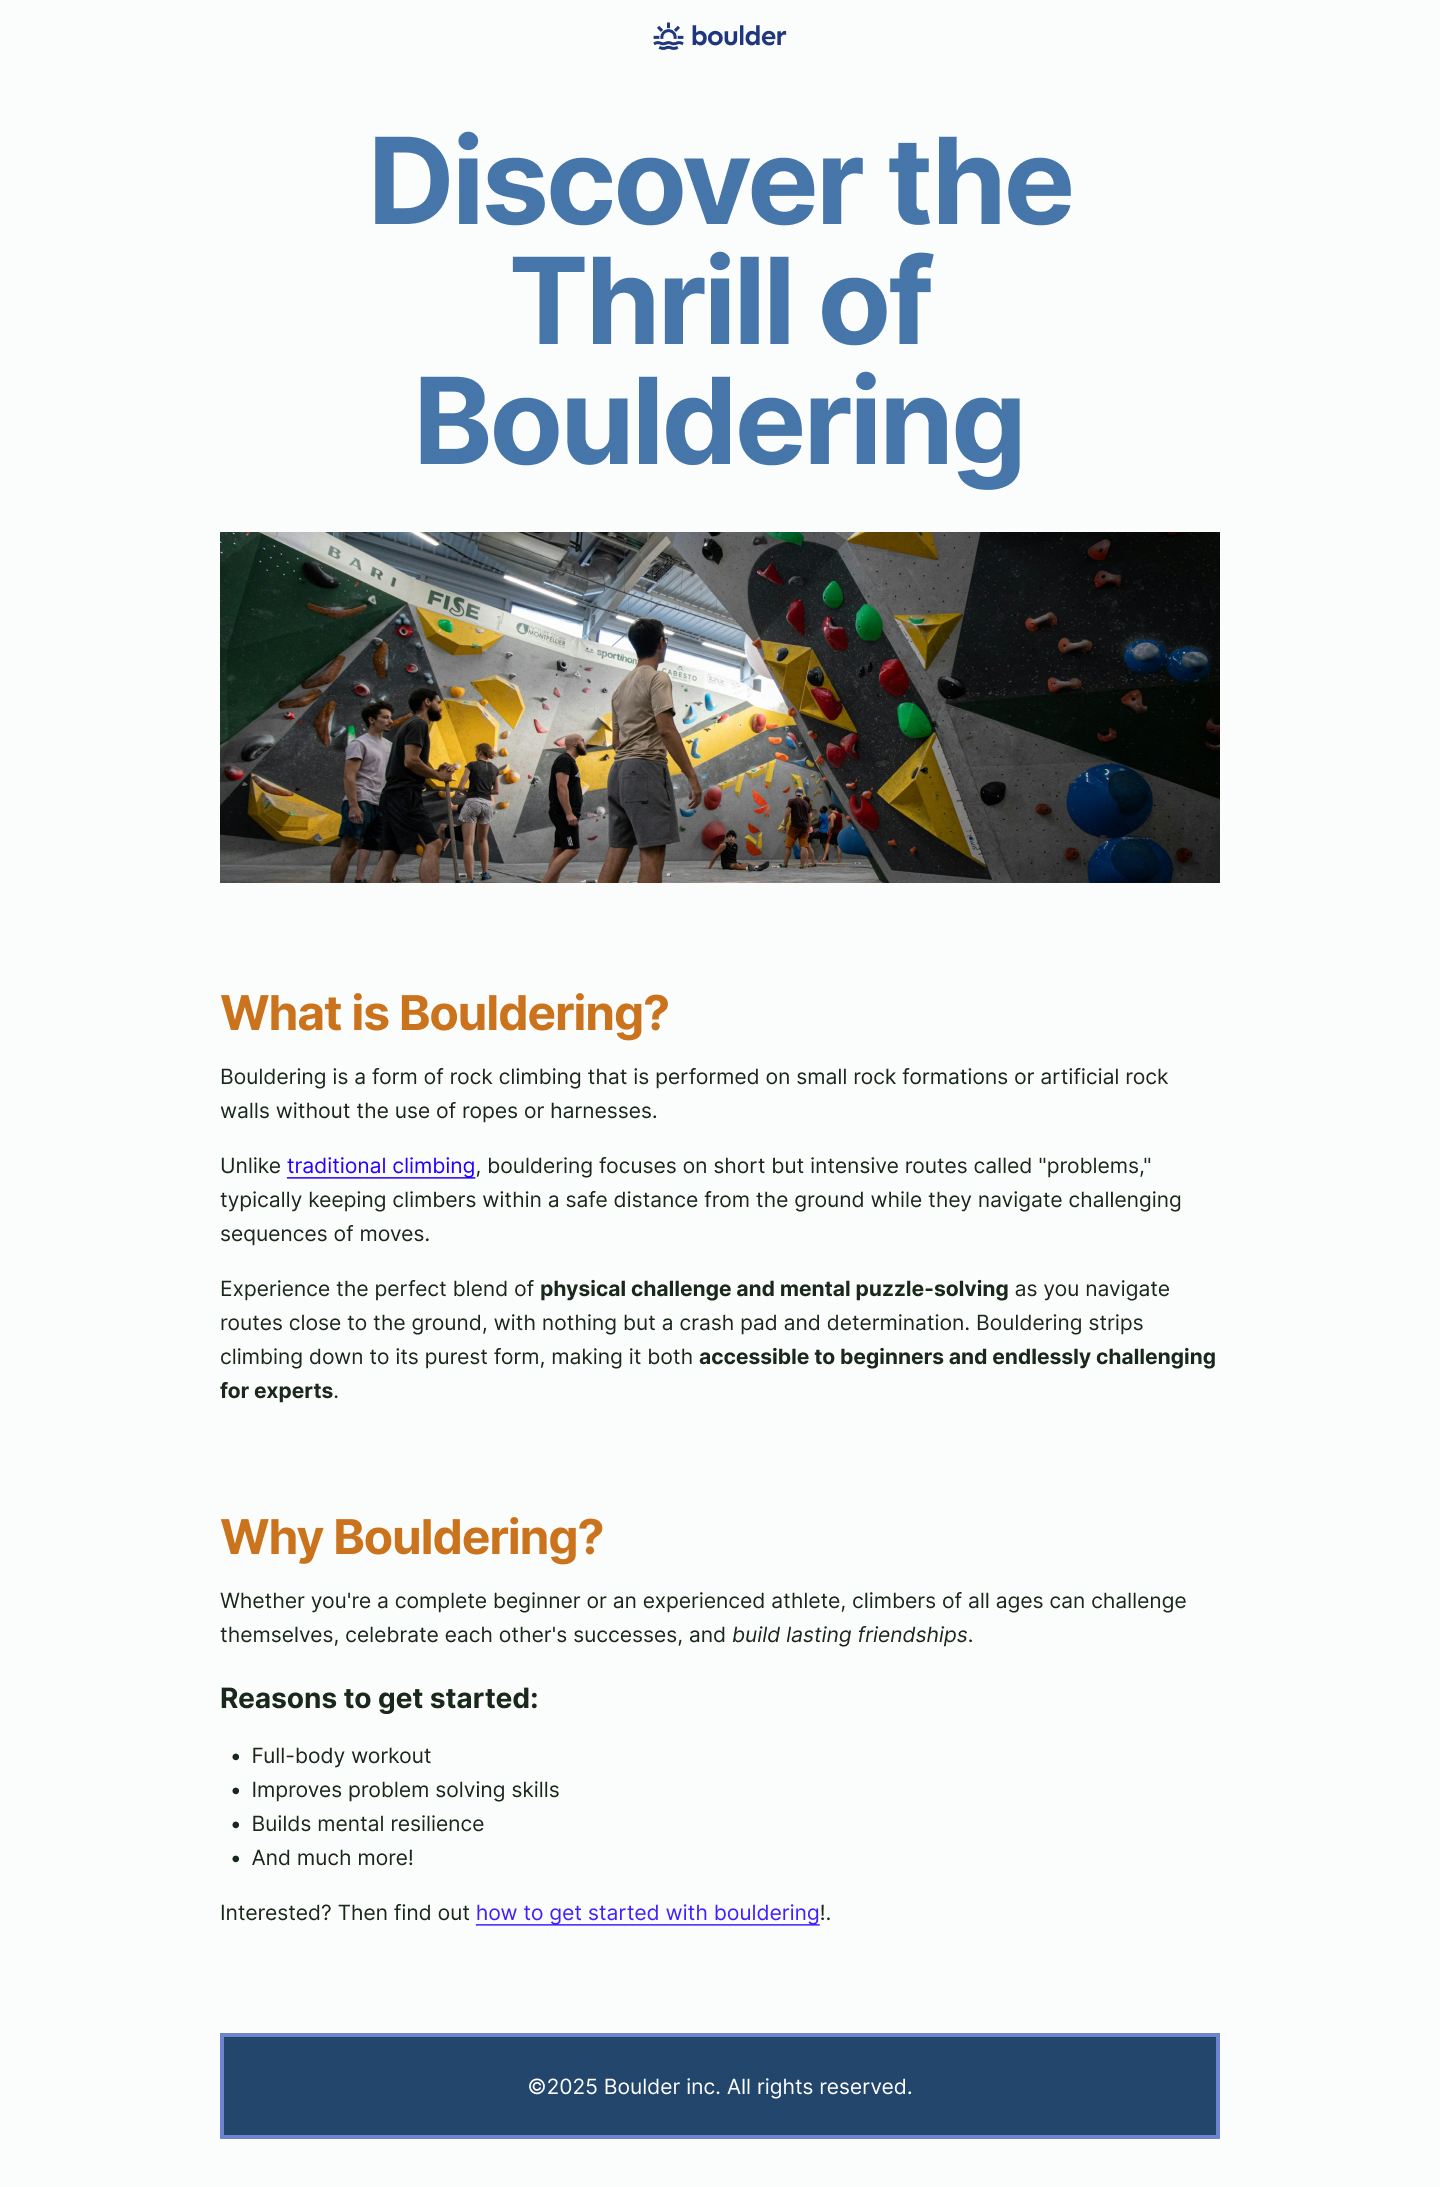 boulder
Discover the
Thrill of
Bouldering
BARI
FISE
MONTPELLIER
CABESTO
What is Bouldering?
Bouldering is a form of rock climbing that is performed on small rock formations or artificial rock
walls without the use of ropes or harnesses.
Unlike traditional climbing, bouldering focuses on short but intensive routes called "problems,"
typically keeping climbers within a safe distance from the ground while they navigate challenging
sequences of moves.
Experience the perfect blend of physical challenge and mental puzzle-solving as you navigate
routes close to the ground, with nothing but a crash pad and determination. Bouldering strips
climbing down to its purest form, making it both accessible to beginners and endlessly challenging
for experts.
Why Bouldering?
Whether you're a complete beginner or an experienced athlete, climbers of all ages can challenge
themselves, celebrate each other's successes, and build lasting friendships.
Reasons to get started:
• Full-body workout
• Improves problem solving skills
• Builds mental resilience
• And much more!
Interested? Then find out how to get started with bouldering!.
©2025 Boulder inc. All rights reserved.